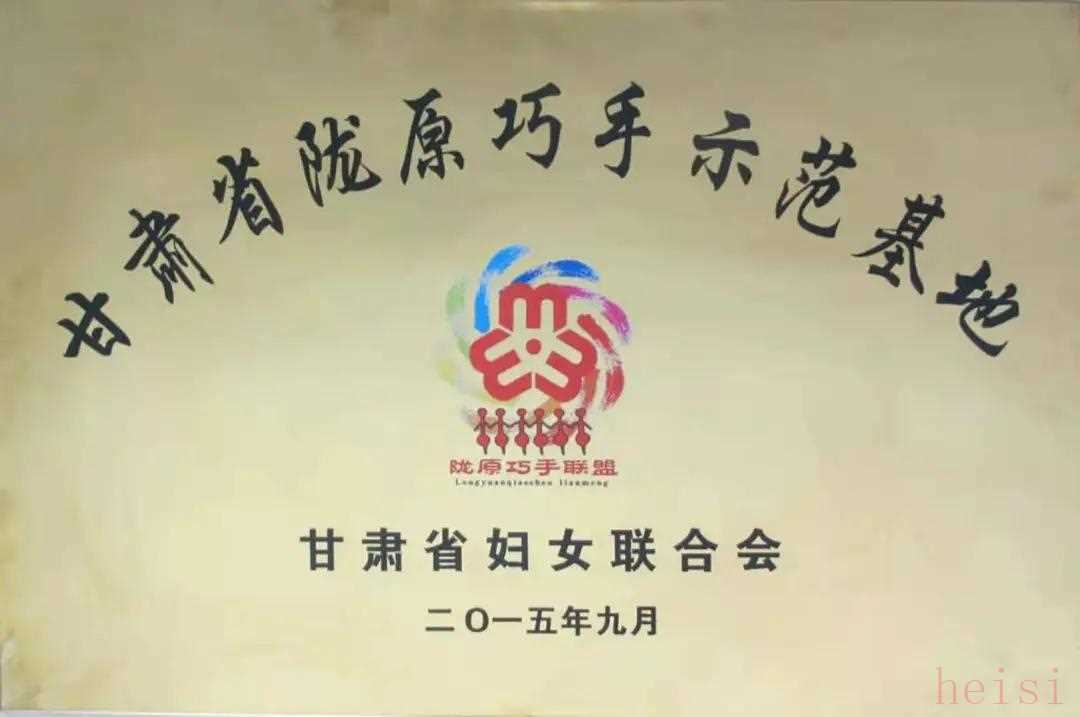 甘肃省陇原巧手示范基地
陇原巧手联盟
Longyuanqiaoshou lianmeng
甘肃省妇女联合会
二〇一五年九月
heisi